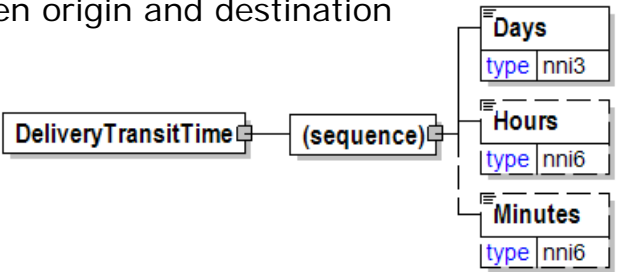 en origin and destination
Days
type nni3
DeliveryTransitTime
(sequence)
Hours
type nni6
Minutes
type nni6